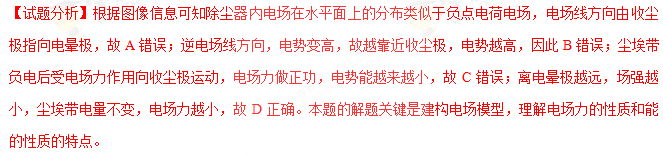 【试题分析】根据图像信息可知除尘器内电场在水平面上的分布类似于负点电荷电场，电场线方向由收尘
极指向电晕极，故 A 错误；逆电场线方向，电势变高，故越靠近收尘极，电势越高，因此 B 错误；尘埃带
负电后受电场力作用向收尘极运动，电场力做正功，电势能越来越小，故 C 错误；离电晕极越远，场强越
小，尘埃带电量不变，电场力越小，故 D 正确。本题的解题关键是建构电场模型，理解电场力的性质和能
的性质的特点。